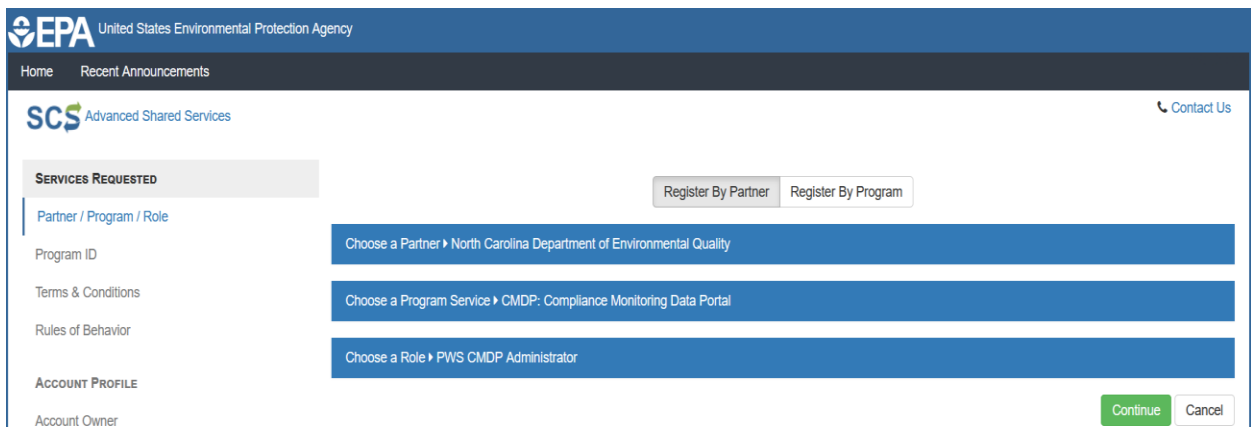 EPA United States Environmental Protection Agency
Home Recent Announcements
SCS Advanced Shared Services
Contact Us
SERVICES REQUESTED
Register By Partner Register By Program
Partner / Program / Role
Choose a Partner North Carolina Department of Environmental Quality
Program ID
Terms & Conditions
Choose a Program Service CMDP: Compliance Monitoring Data Portal
Rules of Behavior
Choose a Role PWS CMDP Administrator
ACCOUNT PROFILE
Continue Cancel
Account Owner